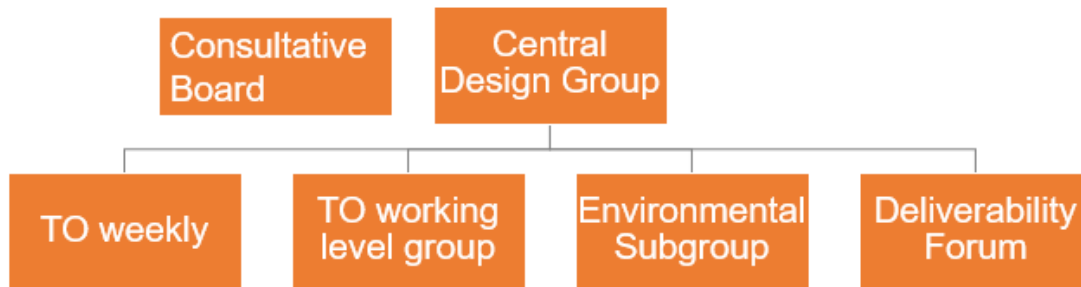 Consultative
Board
Central
Design Group
TO weekly
TO working
level group
Environmental
Subgroup
Deliverability
Forum